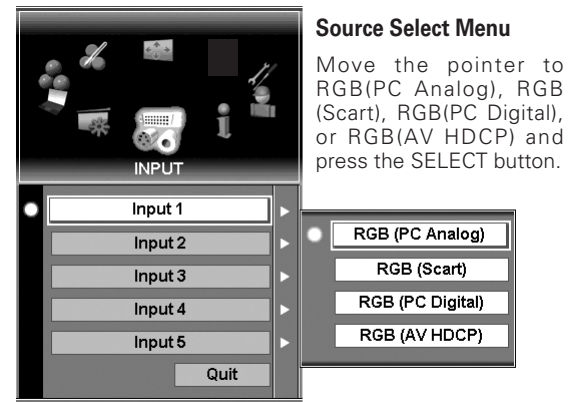 Source Select Menu
Move the pointer to
RGB(PC Analog), RGB
(Scart), RGB(PC Digital),
or RGB(AV HDCP) and
press the SELECT button.
INPUT
Input 1
Input 2
Input 3
Input 4
Input 5
Quit
RGB (PC Analog)
RGB (Scart)
RGB (PC Digital)
RGB (AV HDCP)